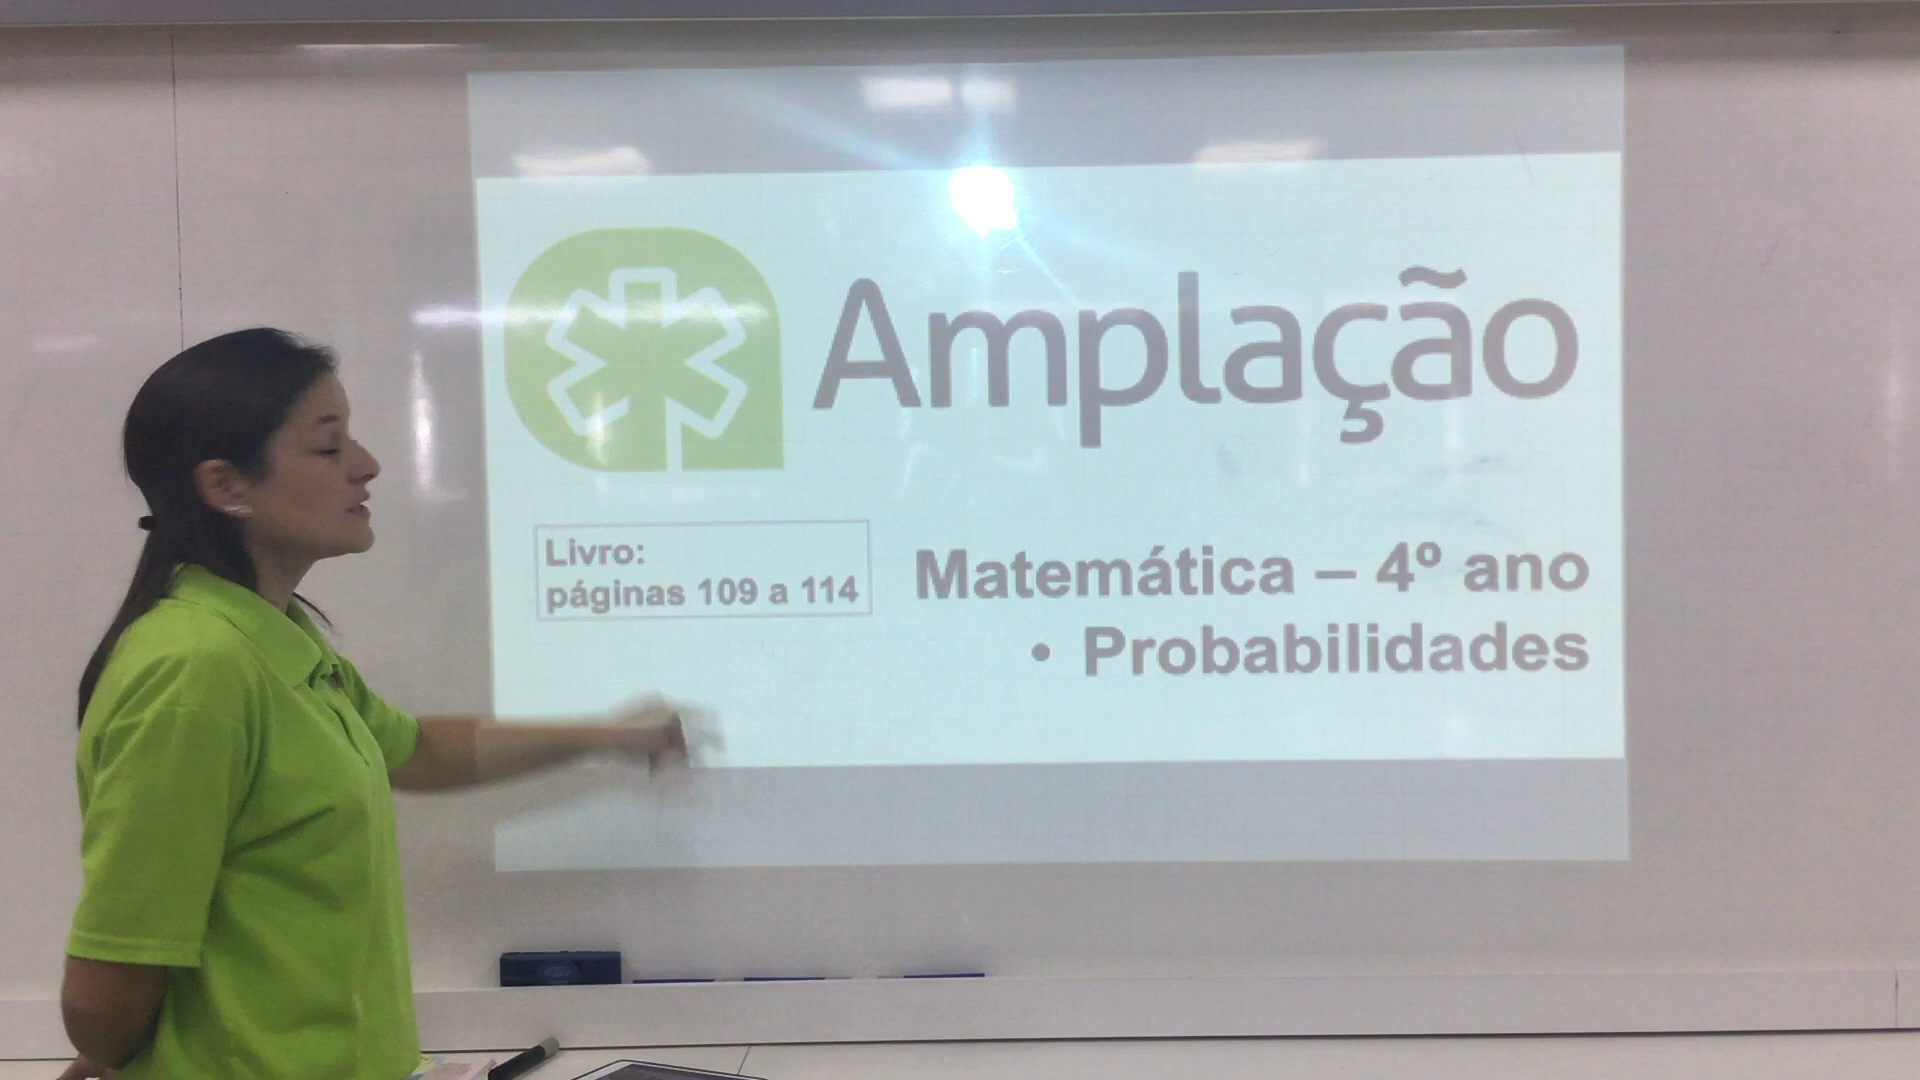 Amplação
Livro:
páginas 109 a 114
Matemática – 4º ano
• Probabilidades